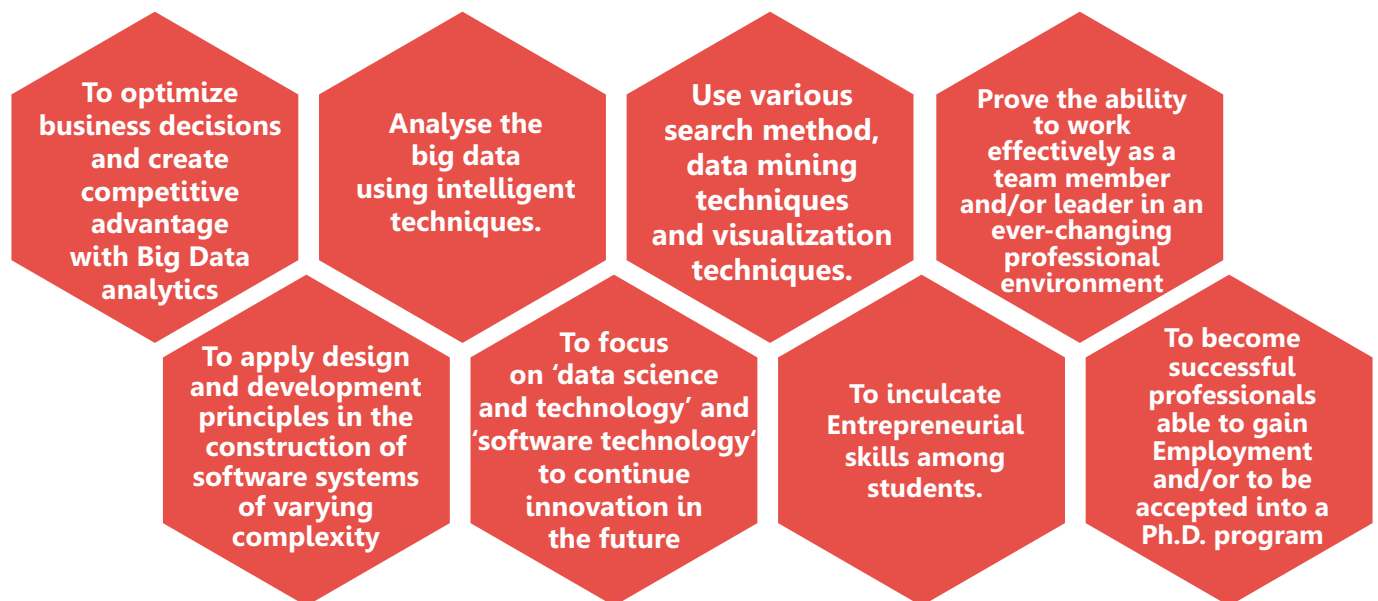 To optimize
business decisions
and create
competitive
advantage
with Big Data
analytics
Analyse the
big data
using intelligent
techniques.
Use various
search method,
data mining
techniques
and visualization
techniques.
Prove the ability
to work
effectively as a
team member
and/or leader in an
ever-changing
professional
environment
To apply design
and development
principles in the
construction of
software systems
of varying
complexity
To focus
on ‘data science
and technology’ and
‘software technology‘
to continue
innovation in
the future
To inculcate
Entrepreneurial
skills among
students.
To become
successful
professionals
able to gain
Employment
and/or to be
accepted into a
Ph.D. program